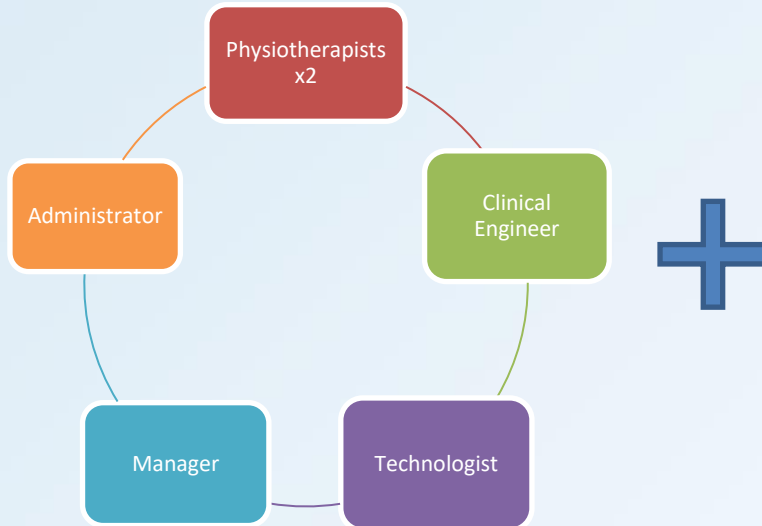 Physiotherapists
x2
Administrator
Clinical
Engineer
Manager
Technologist